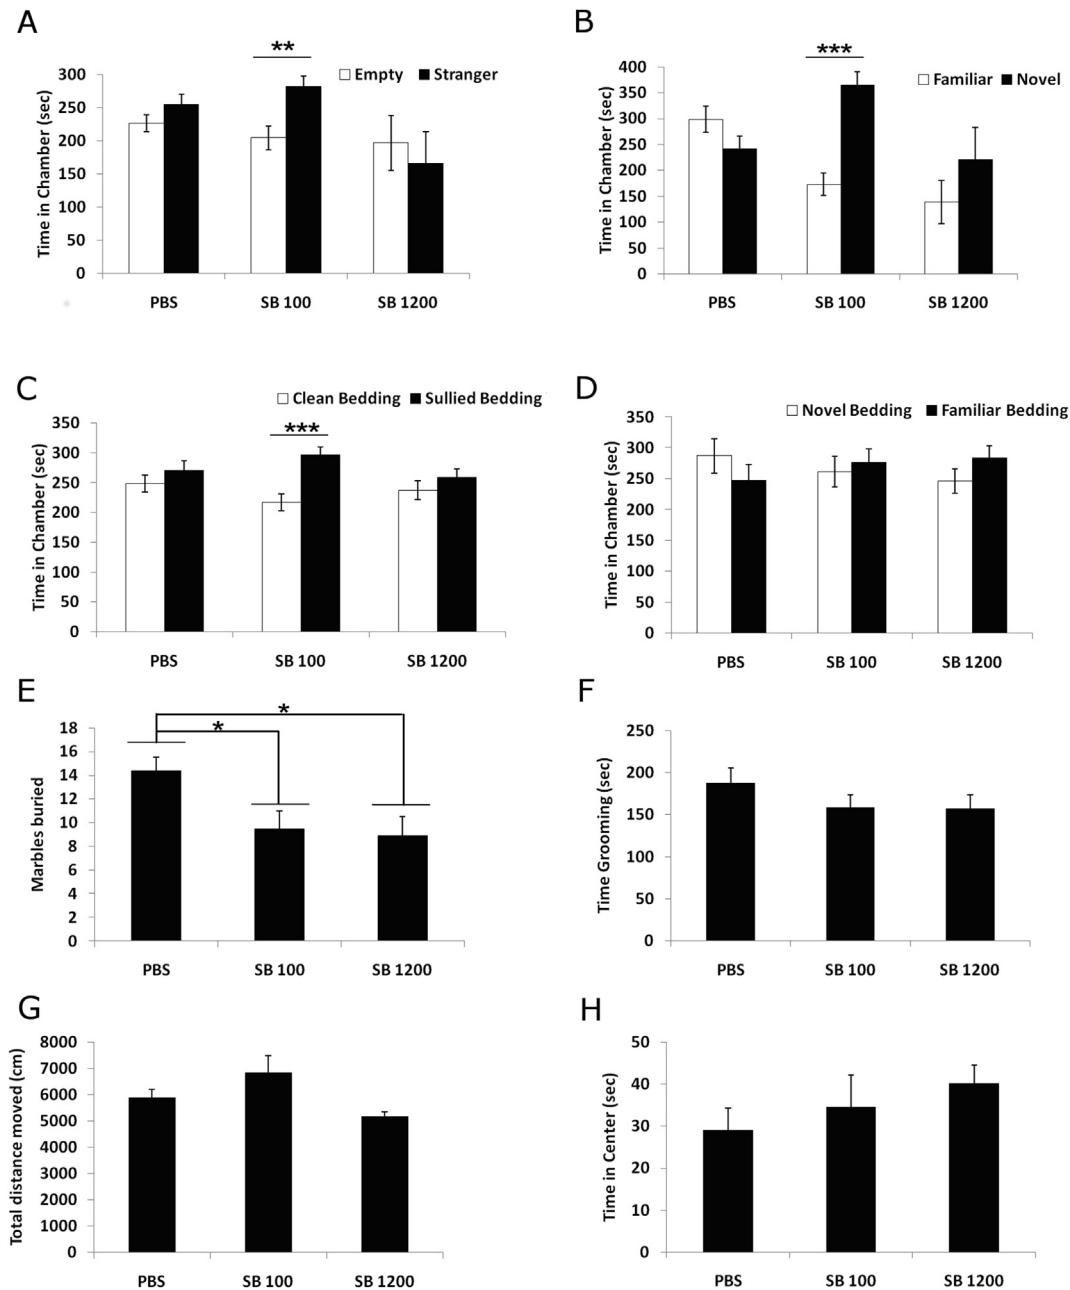 A
**
Empty Stranger
Time in Chamber (sec)
300
250
200
150
100
50
0
PBS SB 100 SB 1200
B
***
Familiar Novel
Time in Chamber (sec)
400
350
300
250
200
150
100
50
0
PBS SB 100 SB 1200
C
Clean Bedding Sullied Bedding
***
Time in Chamber (sec)
350
300
250
200
150
100
50
0
PBS SB 100 SB 1200
D
Novel Bedding Familiar Bedding
Time in Chamber (sec)
350
300
250
200
150
100
50
0
PBS SB 100 SB 1200
E
*
*
Marbles buried
18
16
14
12
10
8
6
4
2
0
PBS SB 100 SB 1200
F
Time Grooming (sec)
250
200
150
100
50
0
PBS SB 100 SB 1200
G
Total distance moved (cm)
8000
7000
6000
5000
4000
3000
2000
1000
0
PBS SB 100 SB 1200
H
Time in Center (sec)
50
40
30
20
10
0
PBS SB 100 SB 1200